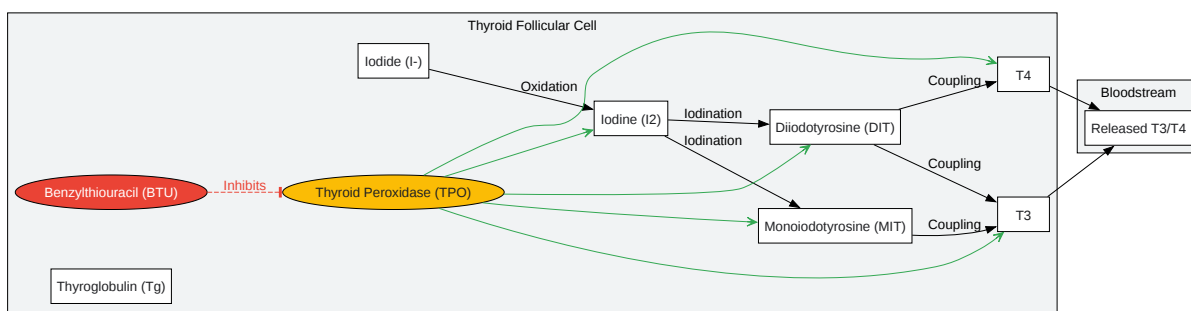 Thyroid Follicular Cell
Iodide (I-)
Oxidation
Iodine (I2)
Iodination
Iodination
Diiodotyrosine (DIT)
Coupling
T4
Bloodstream
Released T3/T4
Benzylthiouracil (BTU)
Inhibits
Thyroid Peroxidase (TPO)
Coupling
Monoiodotyrosine (MIT)
Coupling
T3
Thyroglobulin (Tg)